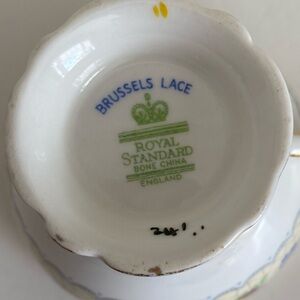 BRUSSELS LACE
ROYAL
STANDARD
BONE CHINA
ENGLAND